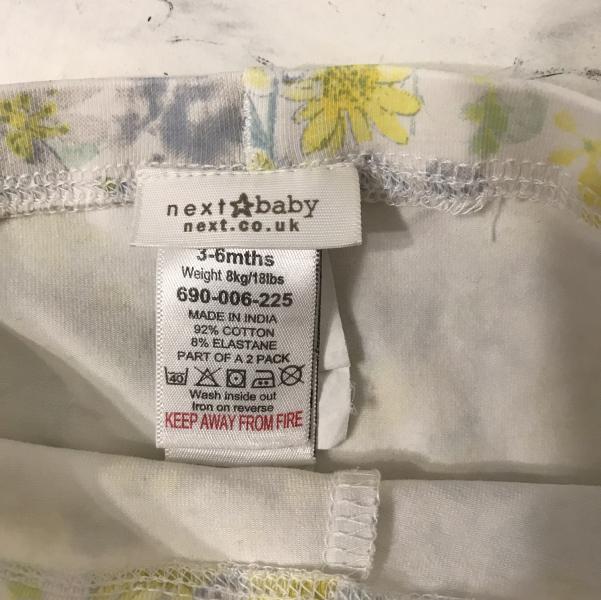 next baby
next.co.uk
3-6mths
Weight 8kg/18lbs
690-006-225
MADE IN INDIA
92% COTTON
8% ELASTANE
PART OF A 2 PACK
40
Wash inside out
Iron on reverse
KEEP AWAY FROM FIRE